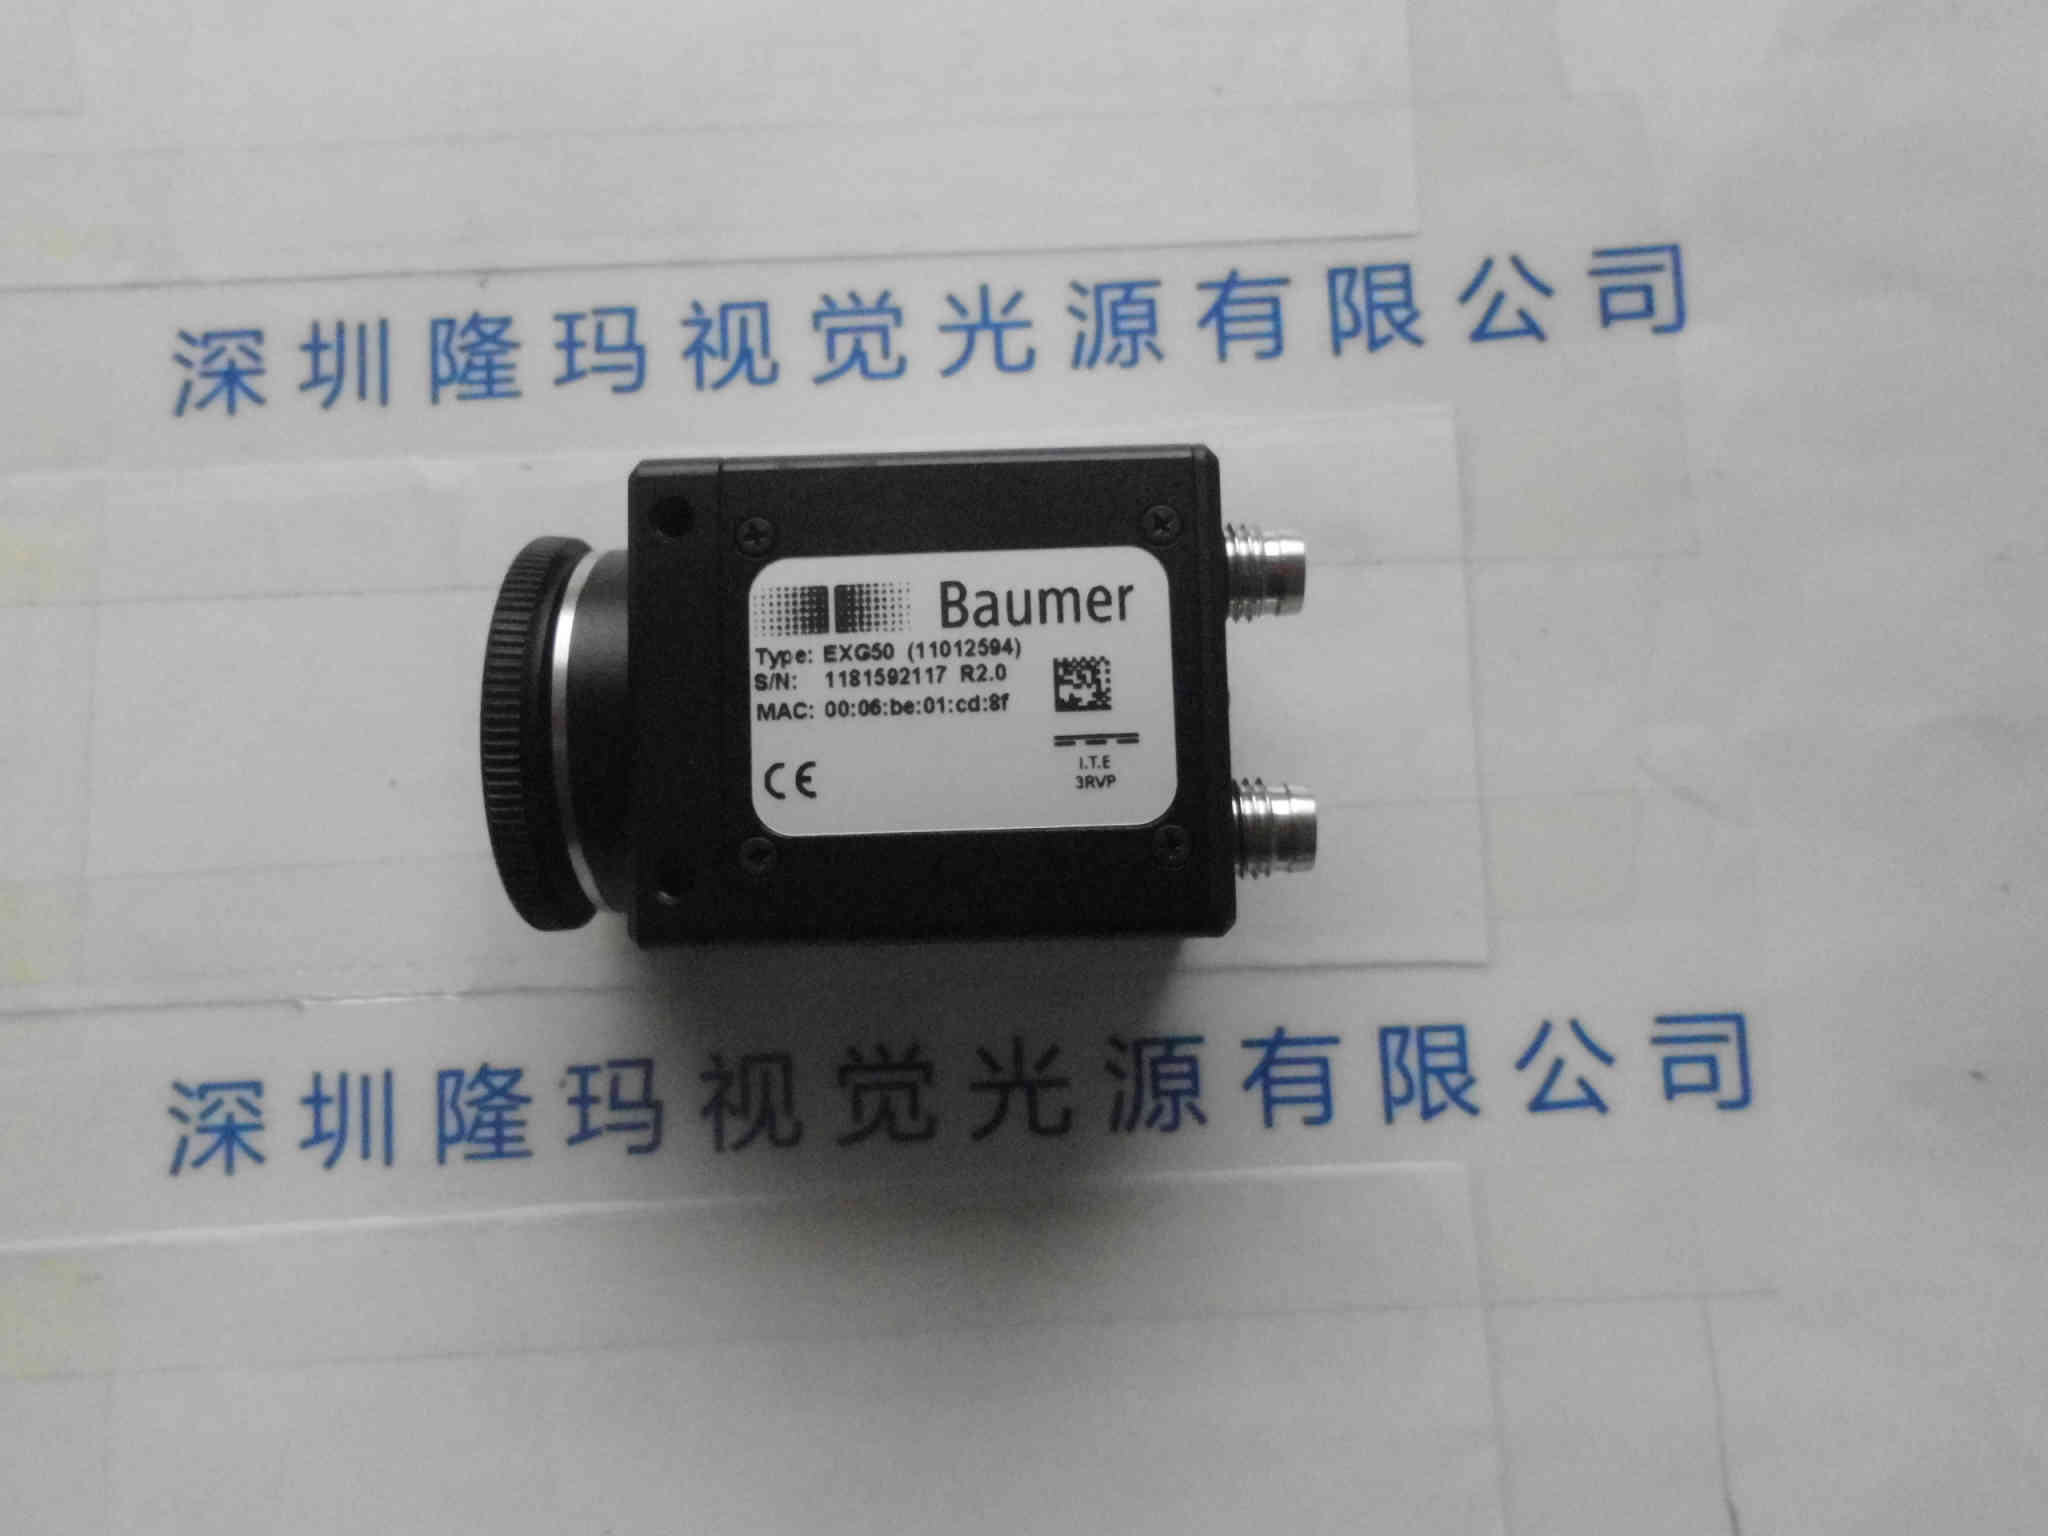 深圳隆玛视觉光源有限公司
Baumer
Type: EXG50 (11012594)
S/N: 1181592117 R2.0
MAC: 00:06:be:01:cd:8f
I.T.E
3RVP
CE
深圳隆玛视觉光源有限公司